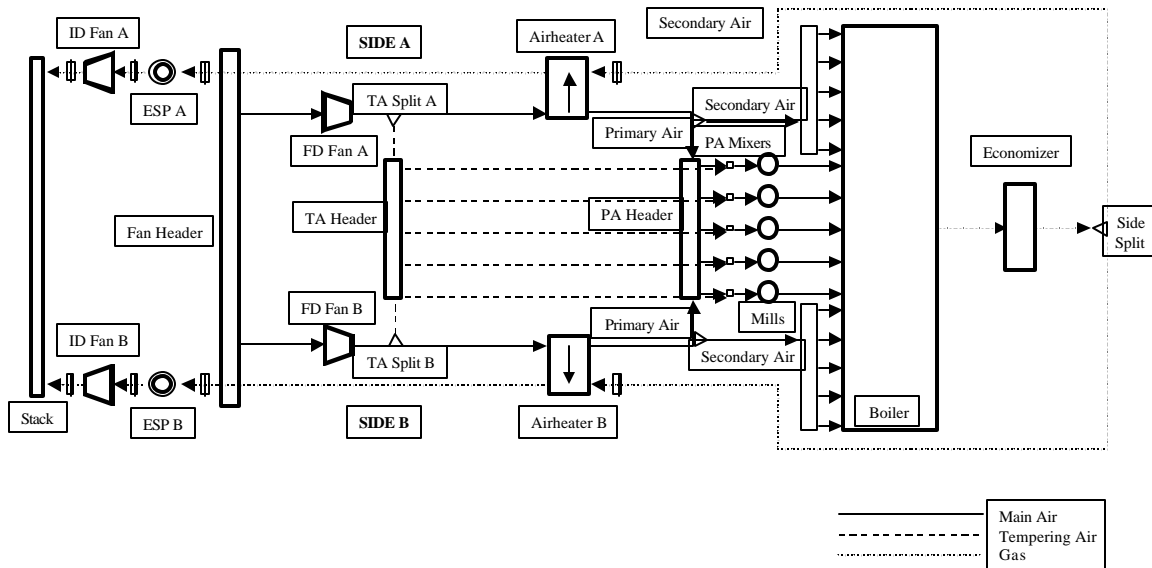 ID Fan A
SIDE A
Airheater A
Secondary Air
ESP A
TA Split A
Secondary Air
FD Fan A
Primary Air
PA Mixers
Economizer
TA Header
PA Header
Fan Header
Side
Split
FD Fan B
Mills
Primary Air
ID Fan B
TA Split B
Secondary Air
Stack
ESP B
SIDE B
Airheater B
Boiler
Main Air
Tempering Air
Gas